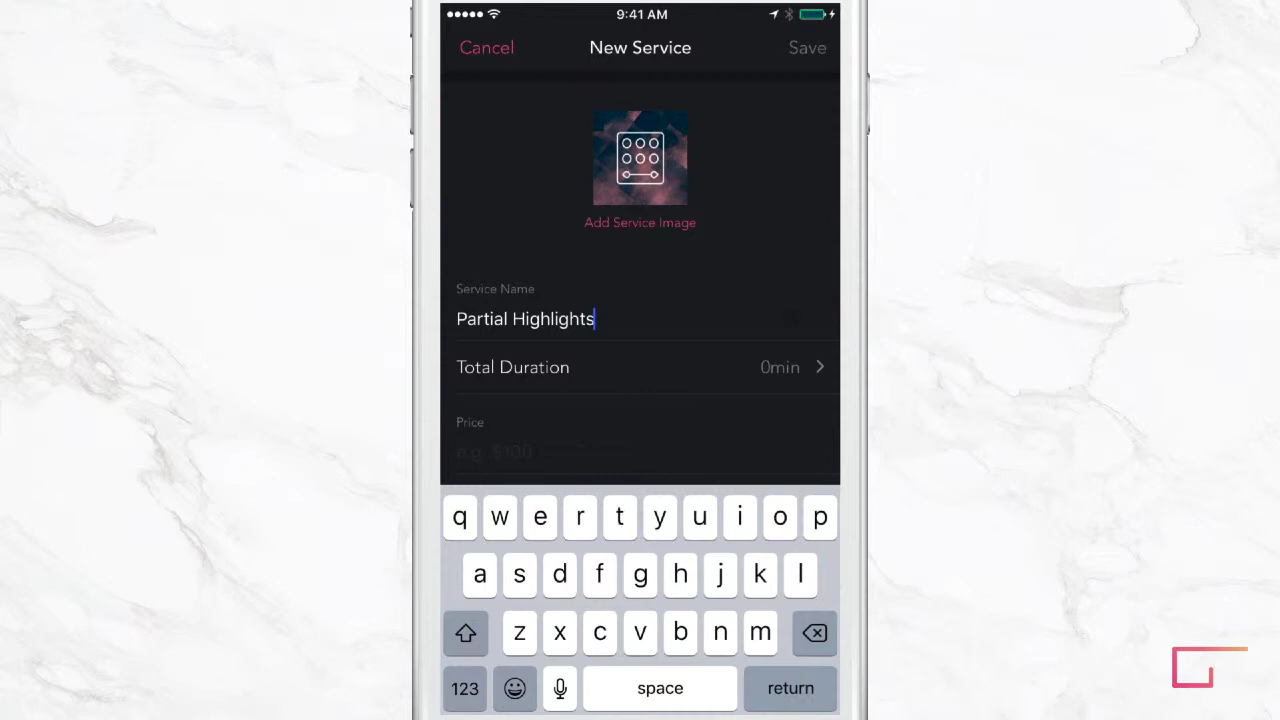 9:41 AM
Cancel New Service Save
Add Service Image
Service Name
Partial Highlights
Total Duration 0min
Price
e.g. $100
q w e r t y u i o p
a s d f g h j k l
z x c v b n m
123 space return